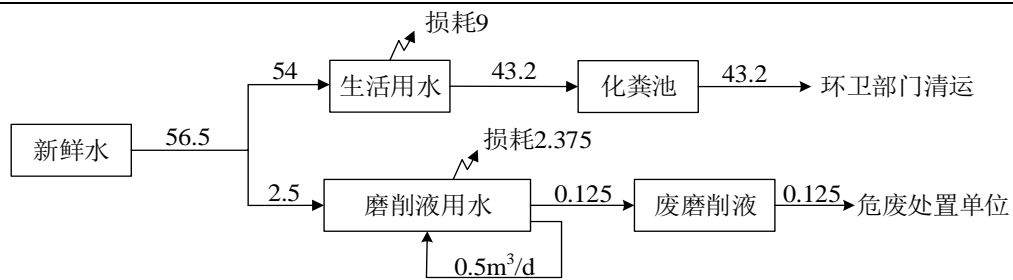 损耗9
54
生活用水
43.2
化粪池
43.2
环卫部门清运
新鲜水
56.5
损耗2.375
2.5
磨削液用水
0.125
废磨削液
0.125
危废处置单位
0.5m³/d